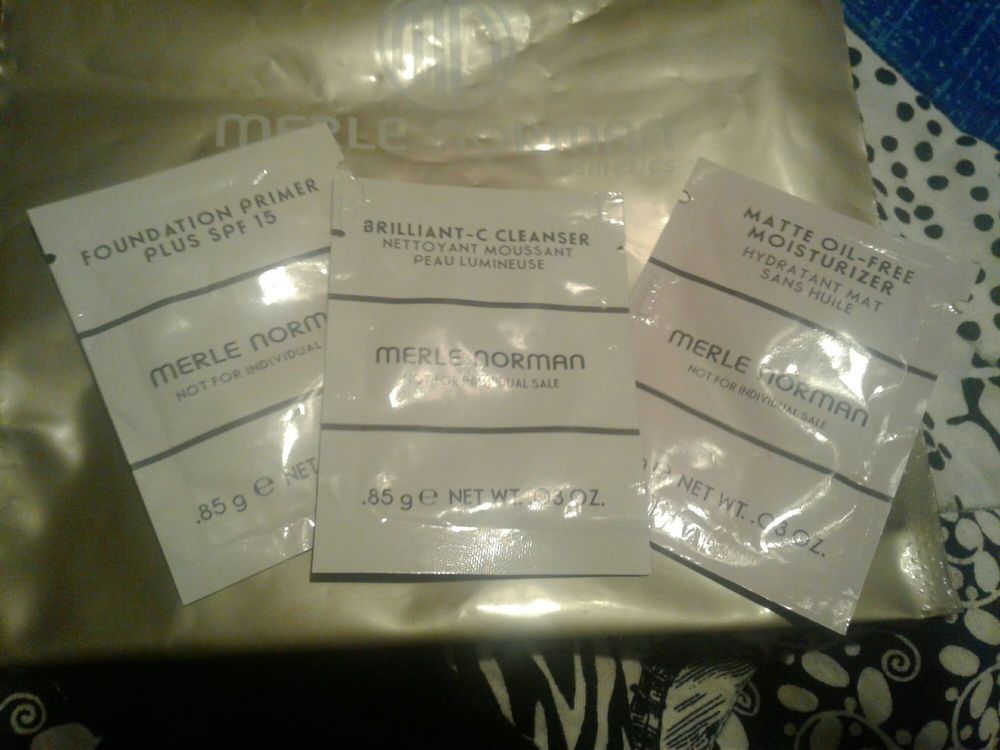 MERLE NORMAN
cosmetics
FOUNDATION PRIMER
PLUS SPF 15
MERLE NORM
NOT FOR INDIVIDUAL
.85 g e NET
BRILLIANT-C CLEANSER
NETTOYANT MOUSSANT
PEAU LUMINEUSE
MERLE NORMAN
NOT FOR INDIVIDUAL SALE
.85 g e NET WT. .03 OZ.
MATTE OIL-FREE
MOISTURIZER
HYDRATANT MAT
SANS HUILE
MERLE NORMAN
NOT FOR INDIVIDUAL SALE
e NET WT. .03 OZ.